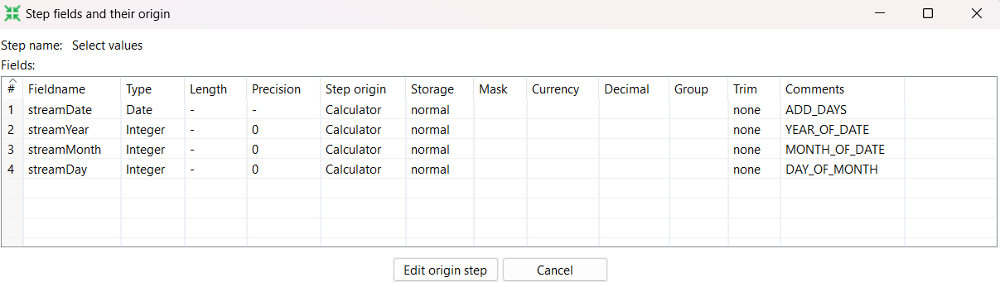 Step fields and their origin
Step name: Select values
Fields:
# Fieldname Type Length Precision Step origin Storage Mask Currency Decimal Group Trim Comments
1 streamDate Date - - Calculator normal none ADD_DAYS
2 streamYear Integer - 0 Calculator normal none YEAR_OF_DATE
3 streamMonth Integer - 0 Calculator normal none MONTH_OF_DATE
4 streamDay Integer - 0 Calculator normal none DAY_OF_MONTH
Edit origin step Cancel